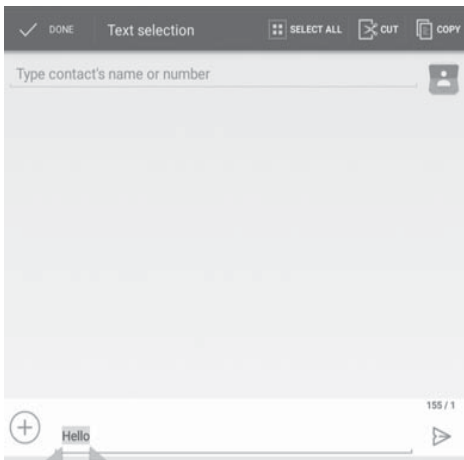 DONE Text selection SELECT ALL CUT COPY
Type contact's name or number
155 / 1
Hello